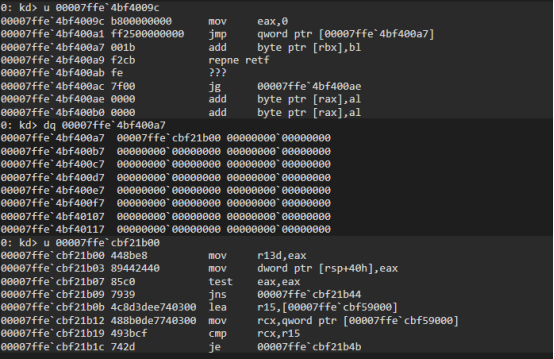 0: kd> u 00007ffe`4bf4009c
00007ffe`4bf4009c b800000000      mov     eax,0
00007ffe`4bf400a1 ff2500000000    jmp     qword ptr [00007ffe`4bf400a7]
00007ffe`4bf400a7 001b            add     byte ptr [rbx],bl
00007ffe`4bf400a9 f2cb            repne retf
00007ffe`4bf400ab fe              ???
00007ffe`4bf400ac 7f00            jg      00007ffe`4bf400ae
00007ffe`4bf400ae 0000            add     byte ptr [rax],al
00007ffe`4bf400b0 0000            add     byte ptr [rax],al
0: kd> dq 00007ffe`4bf400a7
00007ffe`4bf400a7  00007ffe`cbf21b00 00000000`00000000
00007ffe`4bf400b7  00000000`00000000 00000000`00000000
00007ffe`4bf400c7  00000000`00000000 00000000`00000000
00007ffe`4bf400d7  00000000`00000000 00000000`00000000
00007ffe`4bf400e7  00000000`00000000 00000000`00000000
00007ffe`4bf400f7  00000000`00000000 00000000`00000000
00007ffe`4bf40107  00000000`00000000 00000000`00000000
00007ffe`4bf40117  00000000`00000000 00000000`00000000
0: kd> u 00007ffe`cbf21b00
00007ffe`cbf21b00 448be8          mov     r13d,eax
00007ffe`cbf21b03 89442440        mov     dword ptr [rsp+40h],eax
00007ffe`cbf21b07 85c0            test    eax,eax
00007ffe`cbf21b09 7939            jns     00007ffe`cbf21b44
00007ffe`cbf21b0b 4c8d3dee740300  lea     r15,[00007ffe`cbf59000]
00007ffe`cbf21b12 488b0de7740300  mov     rcx,qword ptr [00007ffe`cbf59000]
00007ffe`cbf21b19 493bcf          cmp     rcx,r15
00007ffe`cbf21b1c 742d            je      00007ffe`cbf21b4b